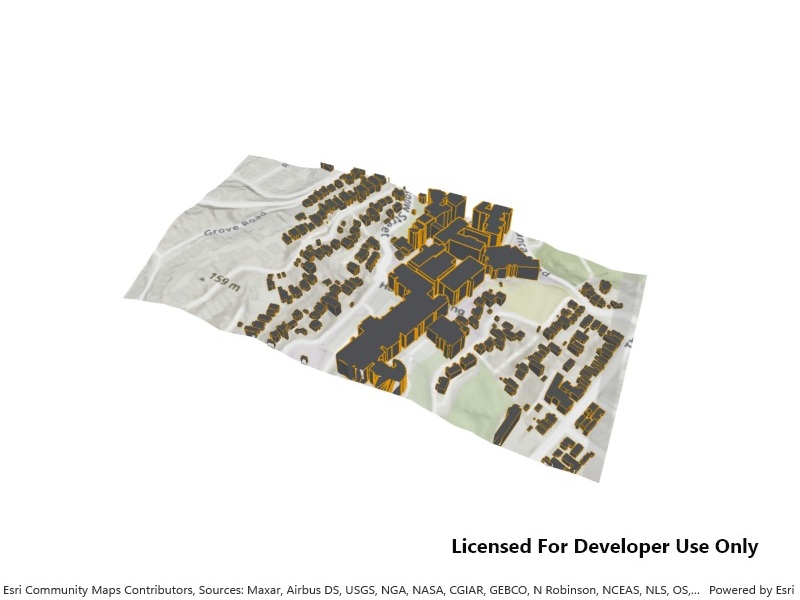 Grove Road
159 m
Street
Licensed For Developer Use Only
Esri Community Maps Contributors, Sources: Maxar, Airbus DS, USGS, NGA, NASA, CGIAR, GEBCO, N Robinson, NCEAS, NLS, OS,... Powered by Esri